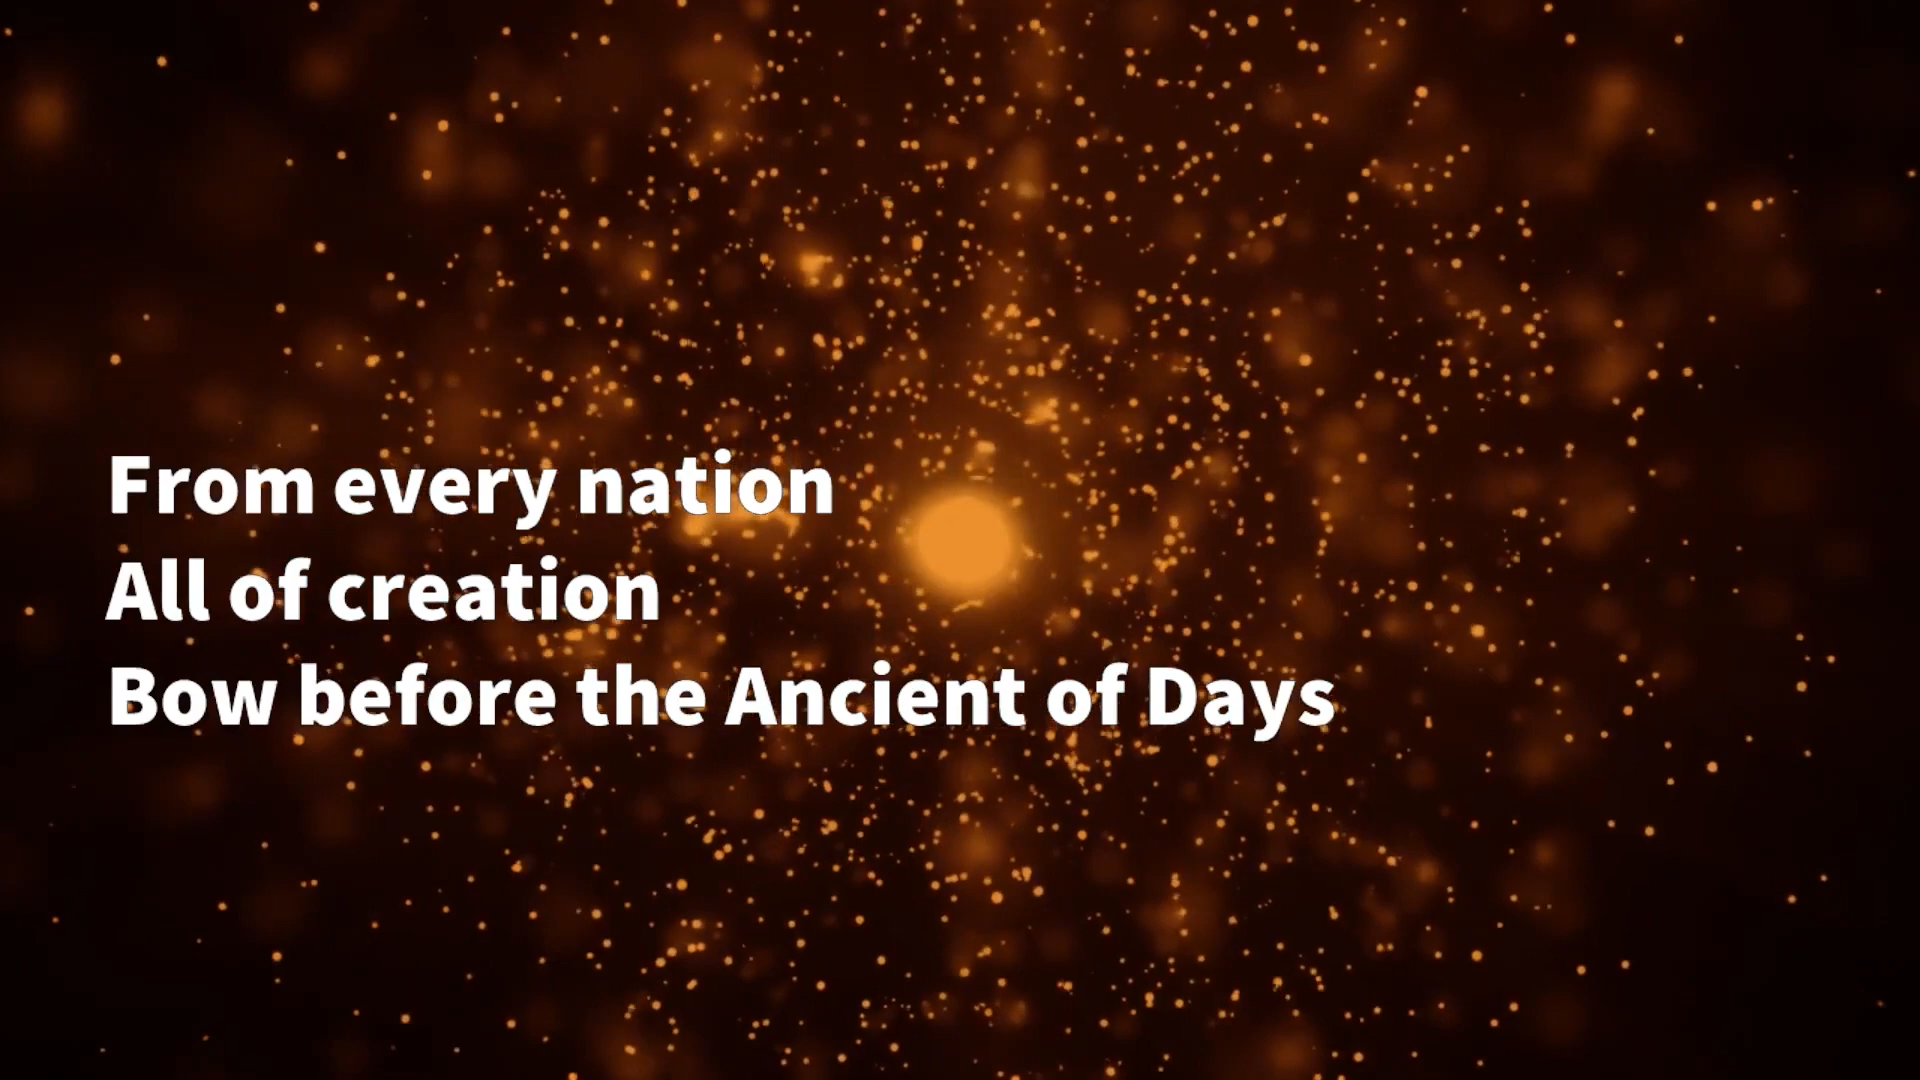 From every nation
All of creation
Bow before the Ancient of Days